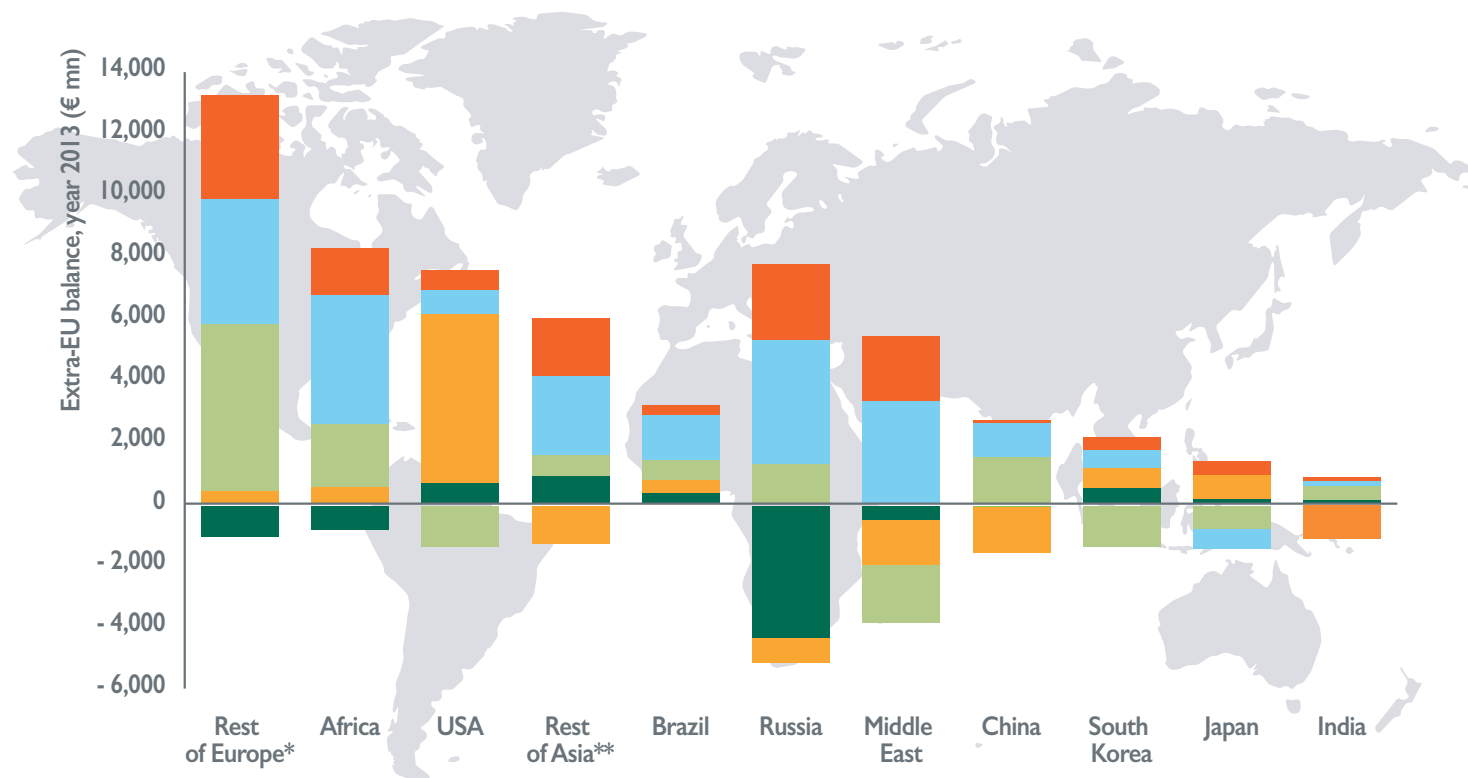 Extra-EU balance, year 2013 (€ mn)
14,000
12,000
10,000
8,000
6,000
4,000
2,000
0
- 2,000
- 4,000
- 6,000
Rest
of Europe*
Africa
USA
Rest
of Asia**
Brazil
Russia
Middle
East
China
South
Korea
Japan
India